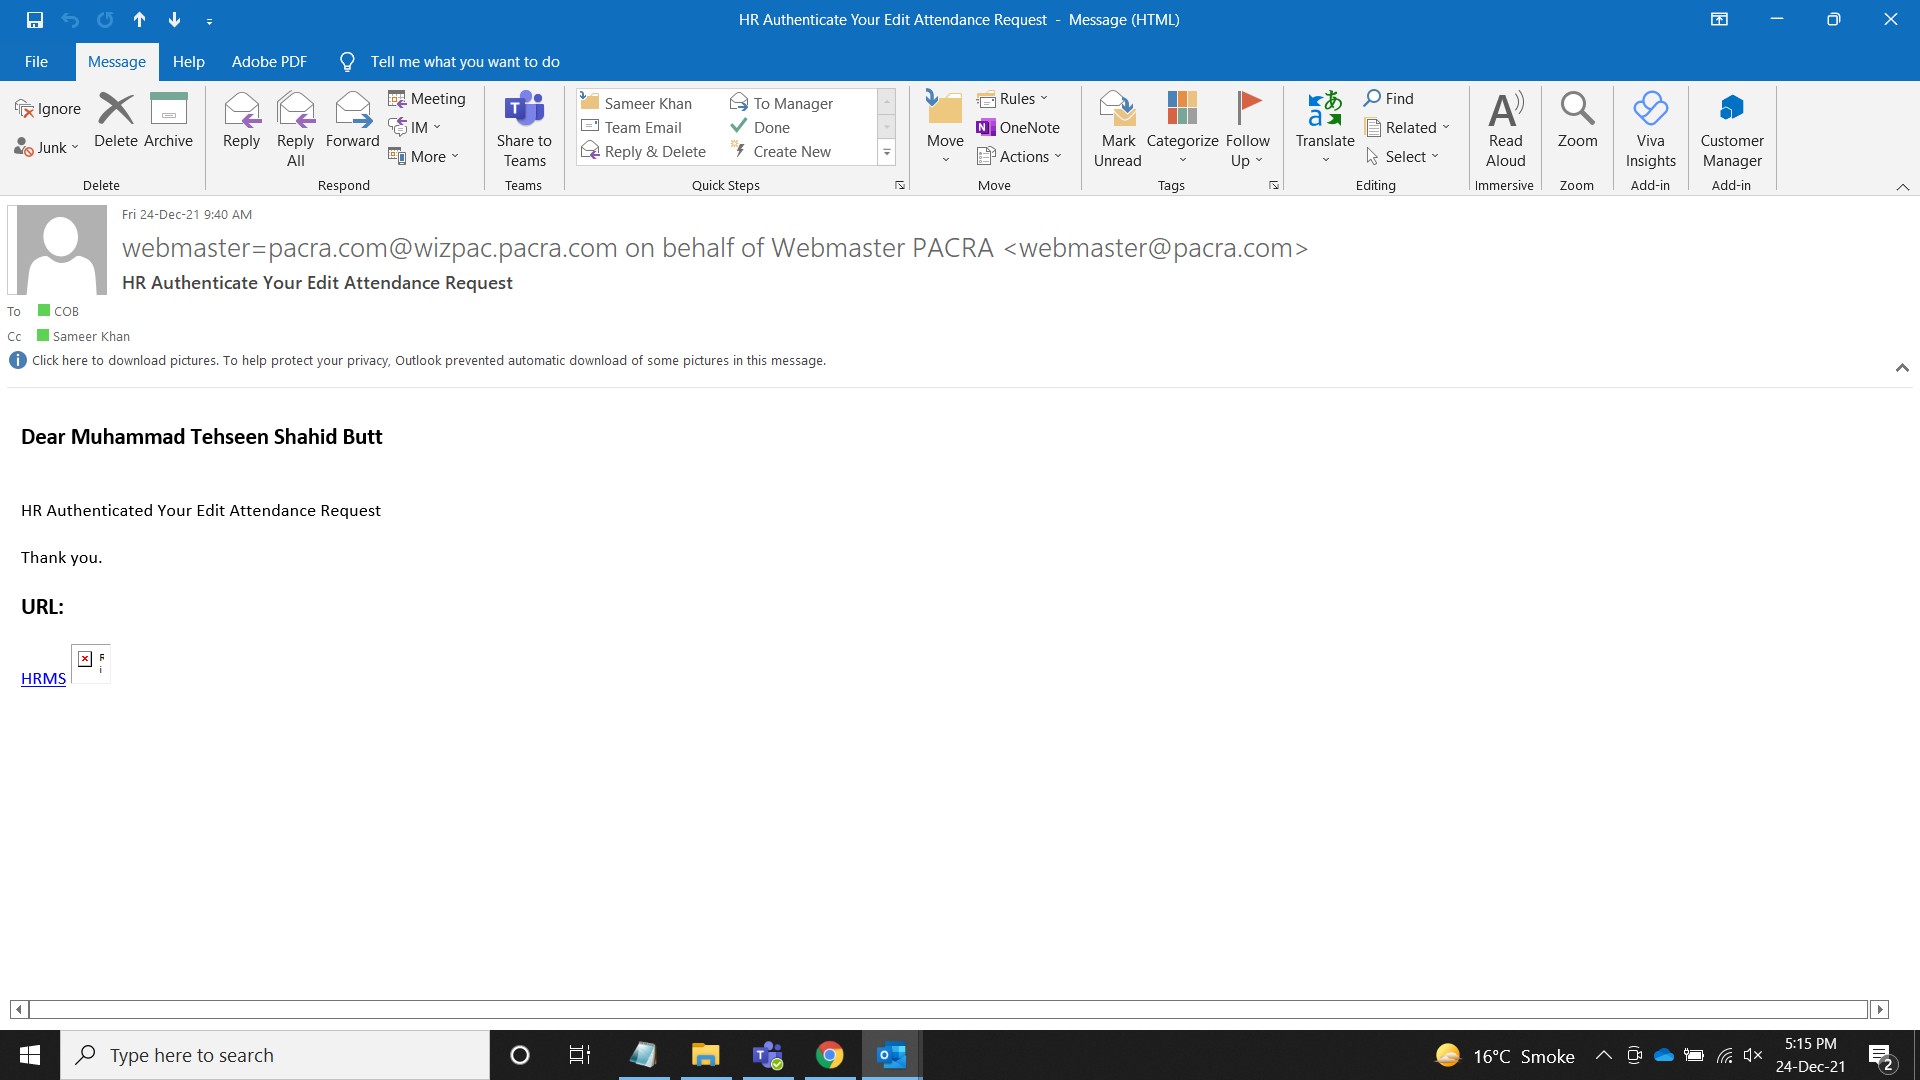 HR Authenticate Your Edit Attendance Request - Message (HTML)
File Message Help Adobe PDF Tell me what you want to do
Ignore
Junk
Delete
Archive
Delete
Reply
Reply All
Forward
Meeting
IM
More
Respond
Share to Teams
Teams
Sameer Khan
To Manager
Team Email
Done
Reply & Delete
Create New
Quick Steps
Move
Rules
OneNote
Actions
Move
Mark Unread
Categorize
Follow Up
Tags
Translate
Find
Related
Select
Editing
Read Aloud
Immersive
Zoom
Zoom
Viva Insights
Add-in
Customer Manager
Add-in
Fri 24-Dec-21 9:40 AM
webmaster=pacra.com@wizpac.pacra.com on behalf of Webmaster PACRA <webmaster@pacra.com>
HR Authenticate Your Edit Attendance Request
To COB
Cc Sameer Khan
Click here to download pictures. To help protect your privacy, Outlook prevented automatic download of some pictures in this message.
Dear Muhammad Tehseen Shahid Butt
HR Authenticated Your Edit Attendance Request
Thank you.
URL:
HRMS
Type here to search
16°C Smoke
5:15 PM
24-Dec-21
2